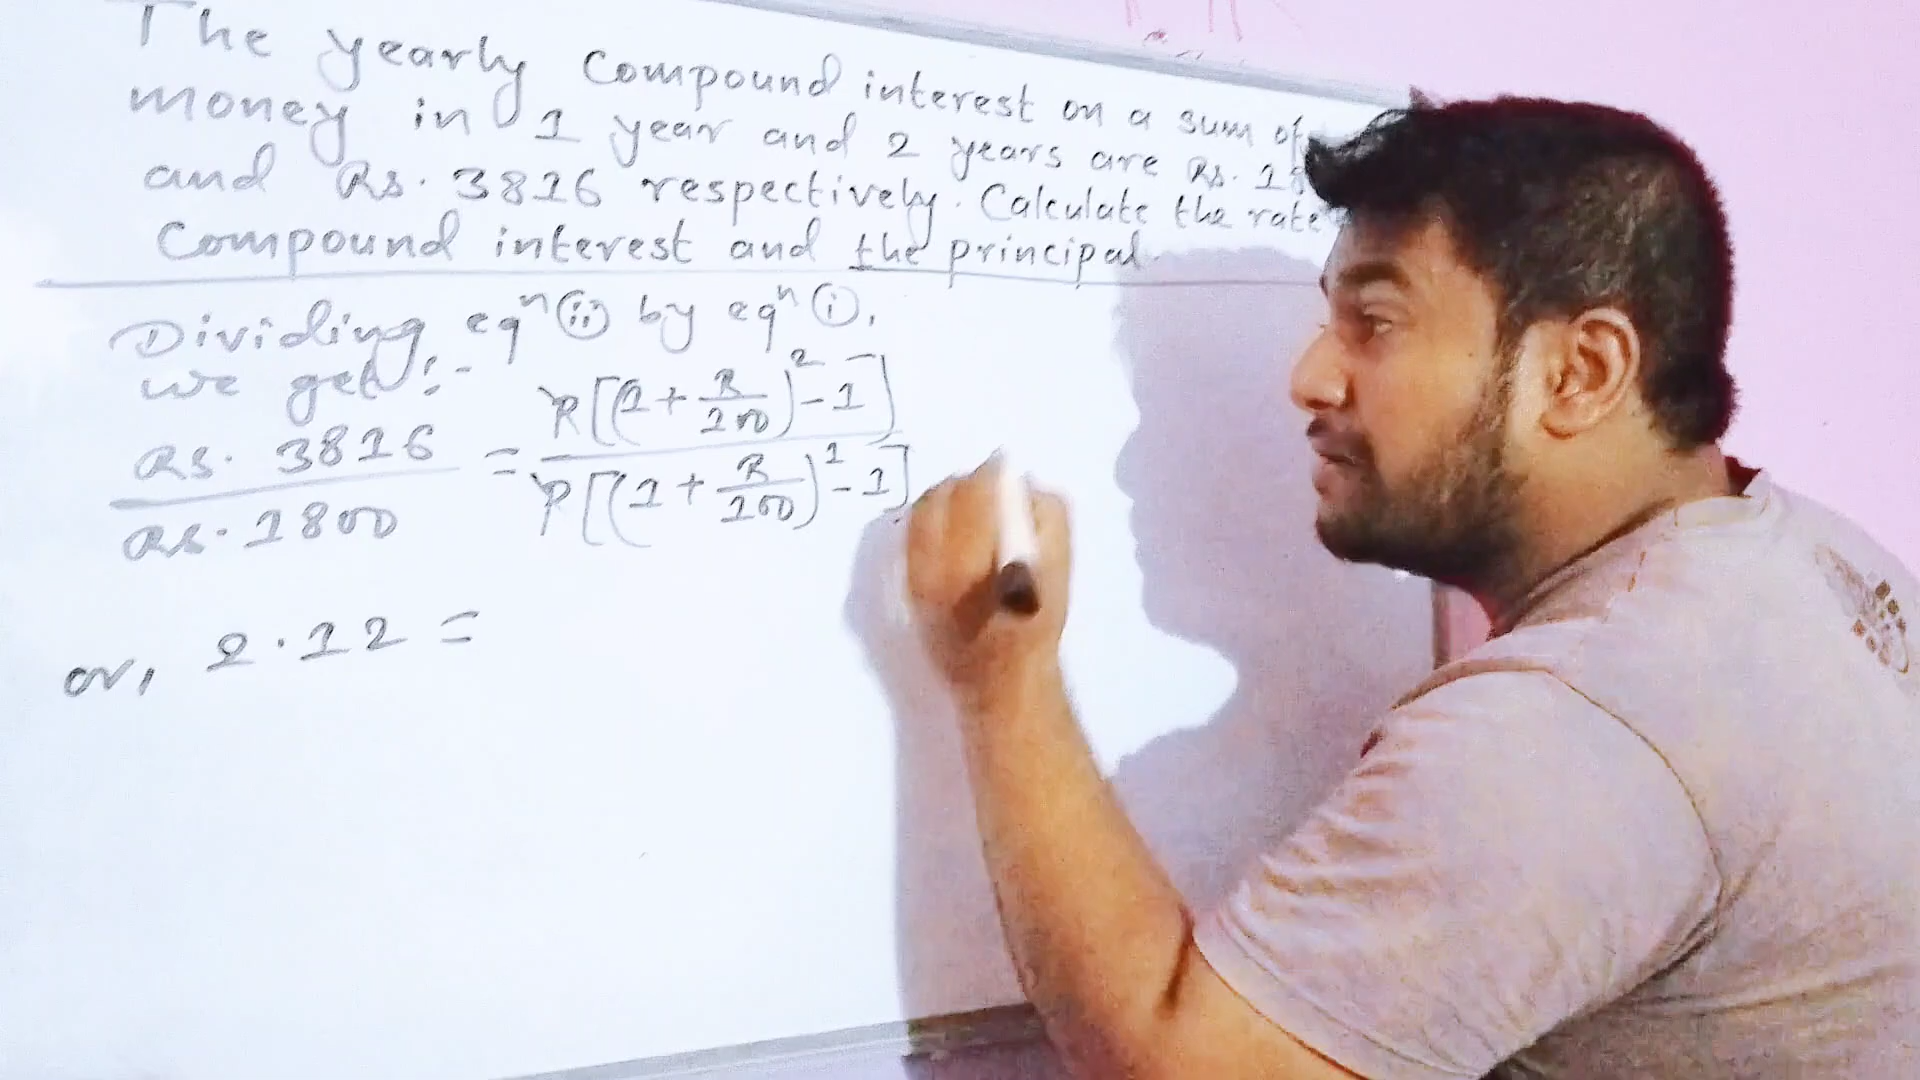 The yearly compound interest on a sum of
money in 1 year and 2 years are Rs.
and Rs. 3816 respectively. Calculate the rate
compound interest and the principal.
Dividing eqⁿ (ii) by eqⁿ (i),
we get :-
Rs. 3816 / Rs. 1800 = P[(1 + R/100)² - 1] / P[(1 + R/100)¹ - 1]
or, 2.12 =